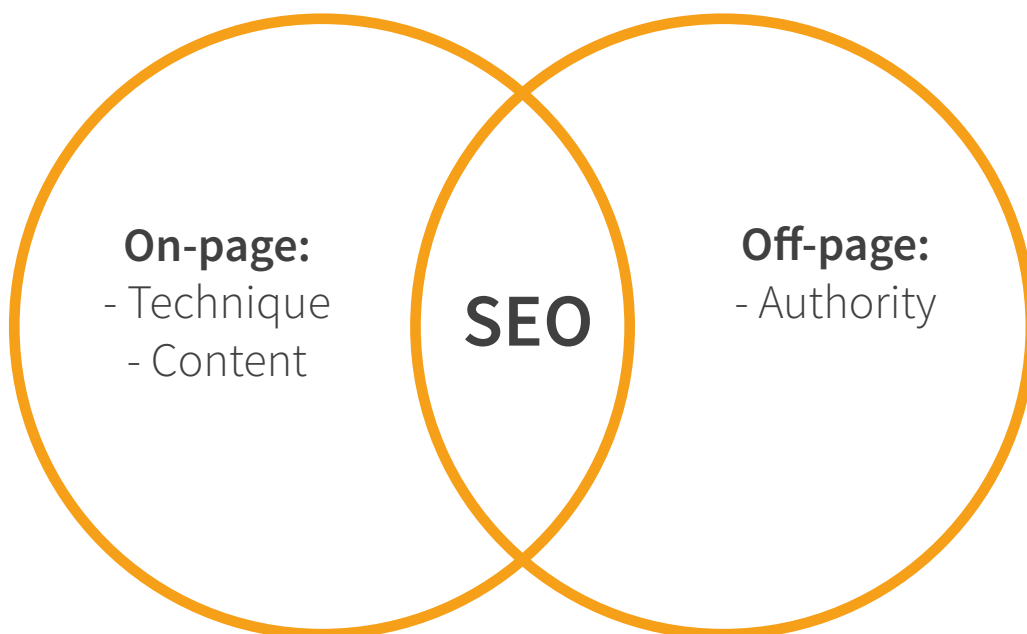 On-page:
- Technique
- Content
SEO
Off-page:
- Authority